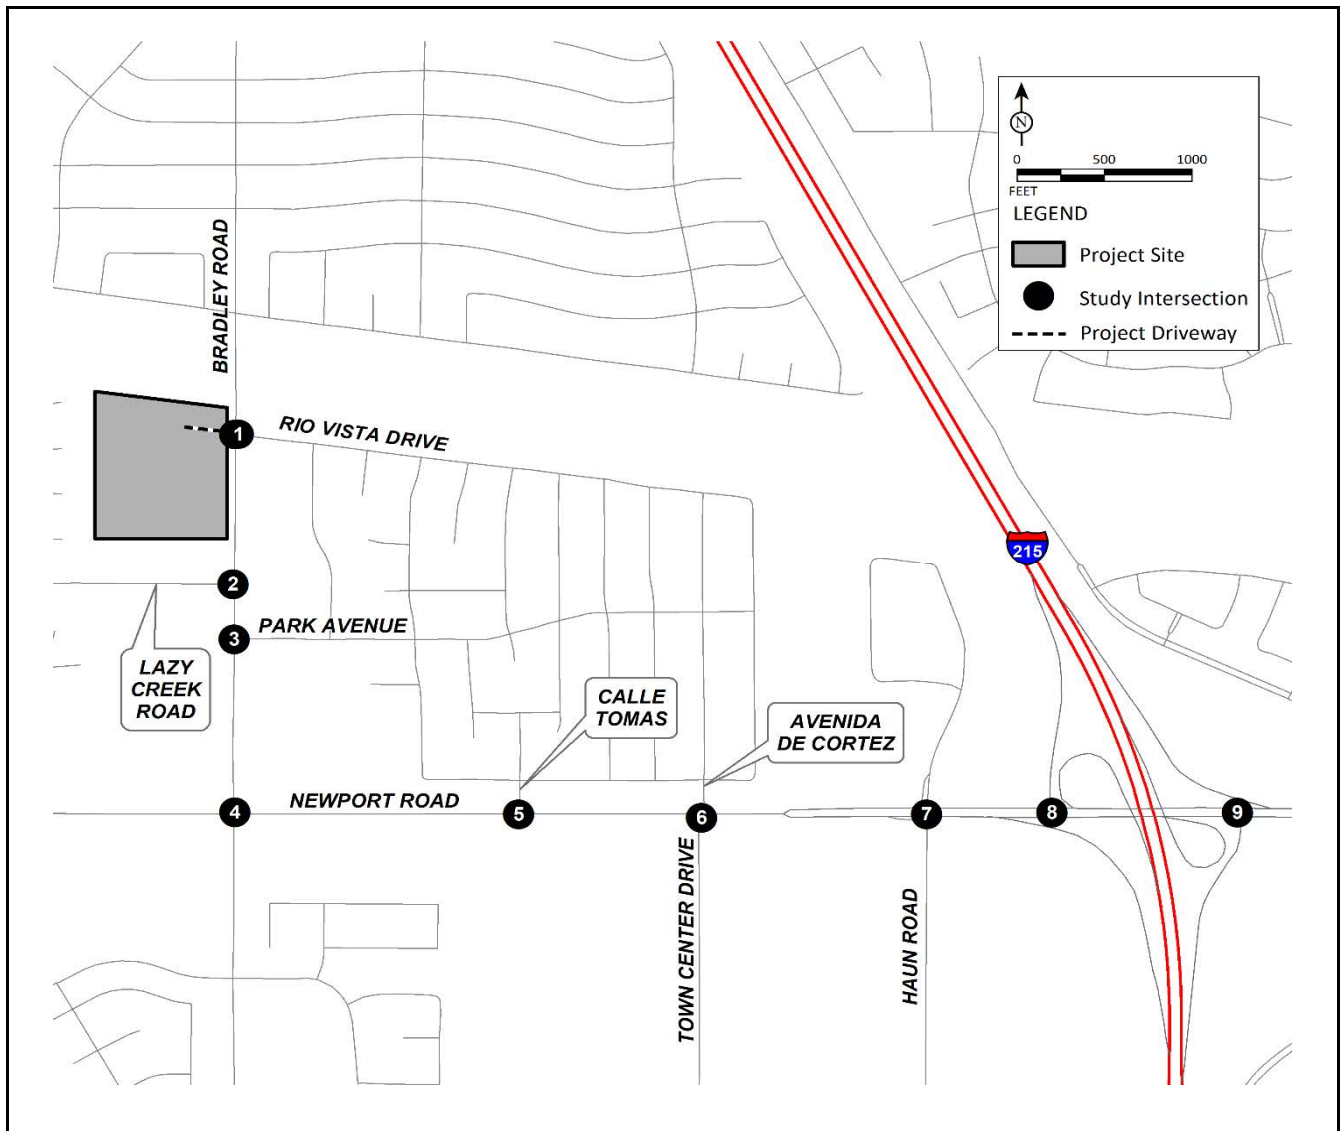 N
0 500 1000
FEET
LEGEND
Project Site
Study Intersection
Project Driveway
BRADLEY ROAD
1
RIO VISTA DRIVE
215
2
3
PARK AVENUE
LAZY
CREEK
ROAD
CALLE
TOMAS
AVENIDA
DE CORTEZ
4
NEWPORT ROAD
5
6
7
8
9
TOWN CENTER DRIVE
HAUN ROAD